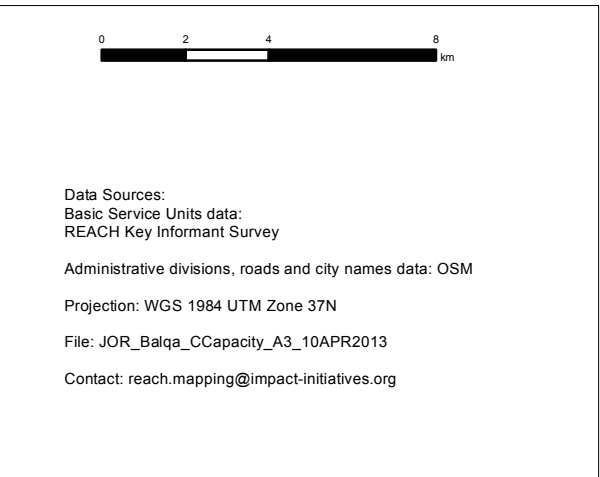 0 2 4 8
km
Data Sources:
Basic Service Units data:
REACH Key Informant Survey
Administrative divisions, roads and city names data: OSM
Projection: WGS 1984 UTM Zone 37N
File: JOR_Balqa_CCapacity_A3_10APR2013
Contact: reach.mapping@impact-initiatives.org